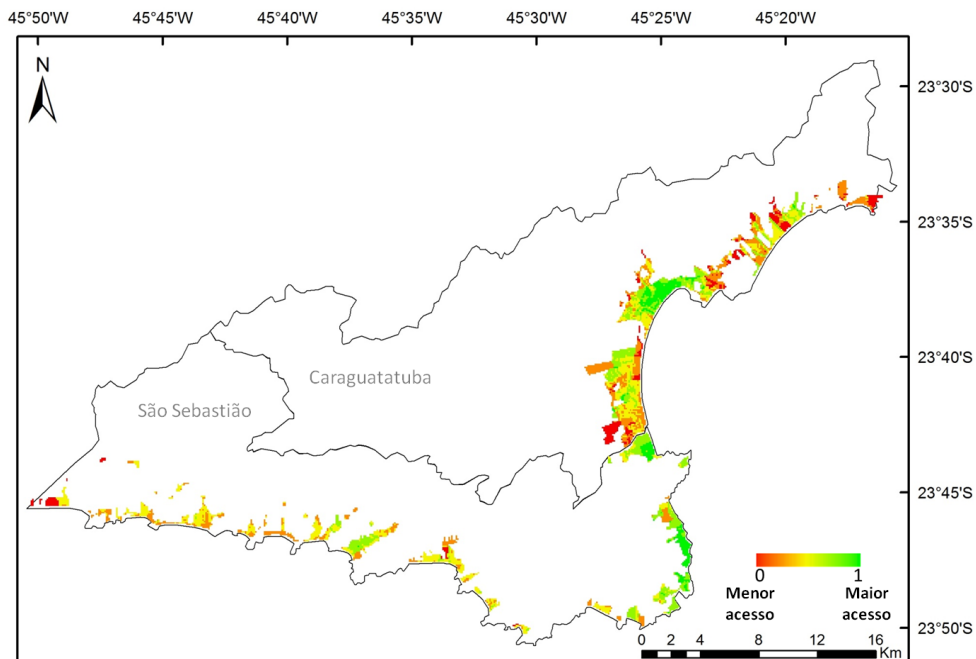 45°50'W 45°45'W 45°40'W 45°35'W 45°30'W 45°25'W 45°20'W
N
23°30'S
23°35'S
23°40'S
Caraguatatuba
São Sebastião
23°45'S
0 1
Menor acesso
Maior acesso
23°50'S
0 2 4 8 12 16
Km